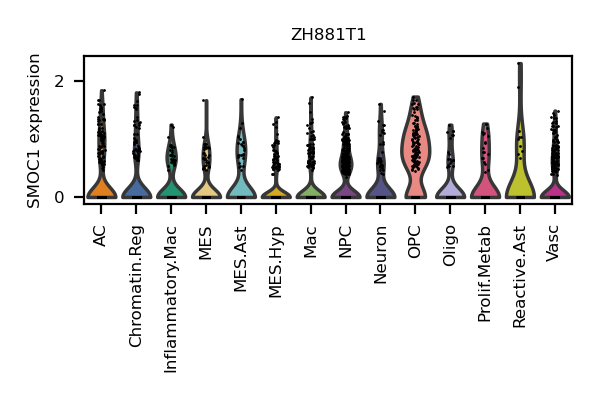 ZH881T1
SMOC1 expression
2
0
AC
Chromatin.Reg
Inflammatory.Mac
MES
MES.Ast
MES.Hyp
Mac
NPC
Neuron
OPC
Oligo
Prolif.Metab
Reactive.Ast
Vasc